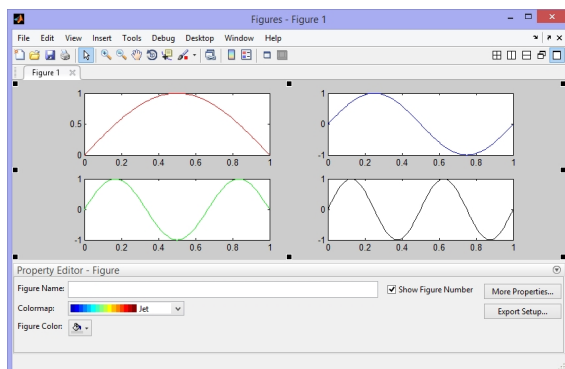 Figures - Figure 1
File Edit View Insert Tools Debug Desktop Window Help
Figure 1
1
0.5
0
0 0.2 0.4 0.6 0.8 1
1
0
-1
0 0.2 0.4 0.6 0.8 1
1
0
-1
0 0.2 0.4 0.6 0.8 1
1
0
-1
0 0.2 0.4 0.6 0.8 1
Property Editor - Figure
Figure Name: Show Figure Number More Properties...
Colormap: Jet Export Setup...
Figure Color: